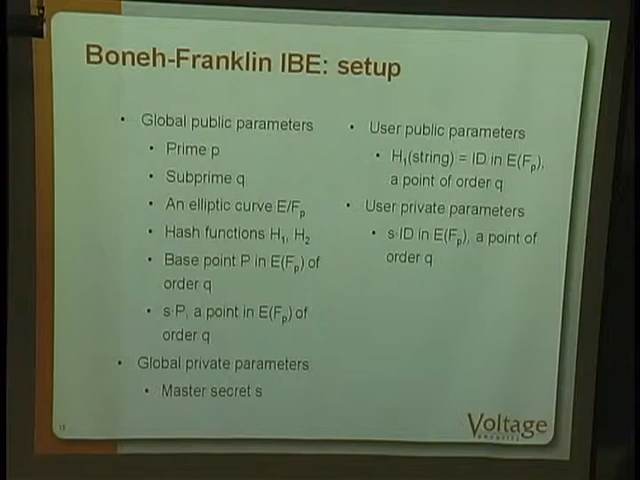 Boneh-Franklin IBE: setup
• Global public parameters
• Prime p
• Subprime q
• An elliptic curve E/Fp
• Hash functions H1, H2
• Base point P in E(Fp) of
order q
• s·P, a point in E(Fp) of
order q
• Global private parameters
• Master secret s
• User public parameters
• H1(string) = ID in E(Fp),
a point of order q
• User private parameters
• s·ID in E(Fp), a point of
order q
Voltage
SECURITY